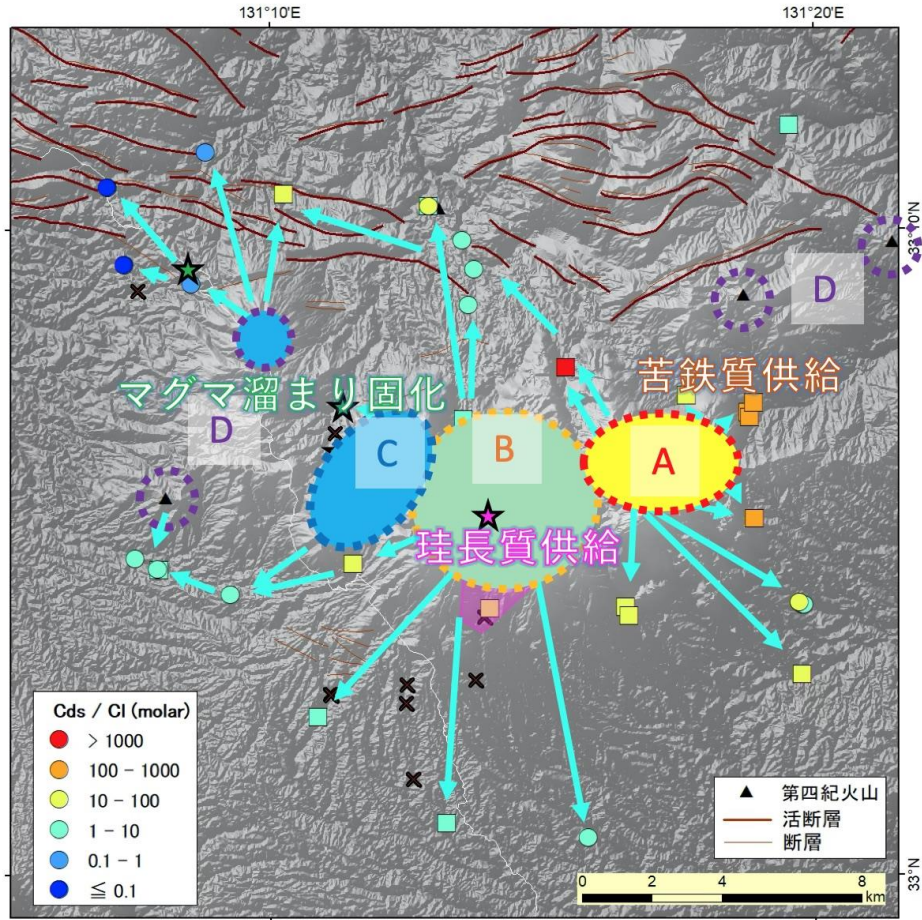 131°10'E
131°20'E
33°10'N
D
苦鉄質供給
マグマ溜まり固化
D
C
B
A
珪長質供給
Cds / Cl (molar)
> 1000
100 - 1000
10 - 100
1 - 10
0.1 - 1
≦ 0.1
第四紀火山
活断層
断層
0 2 4 8
km
33°N